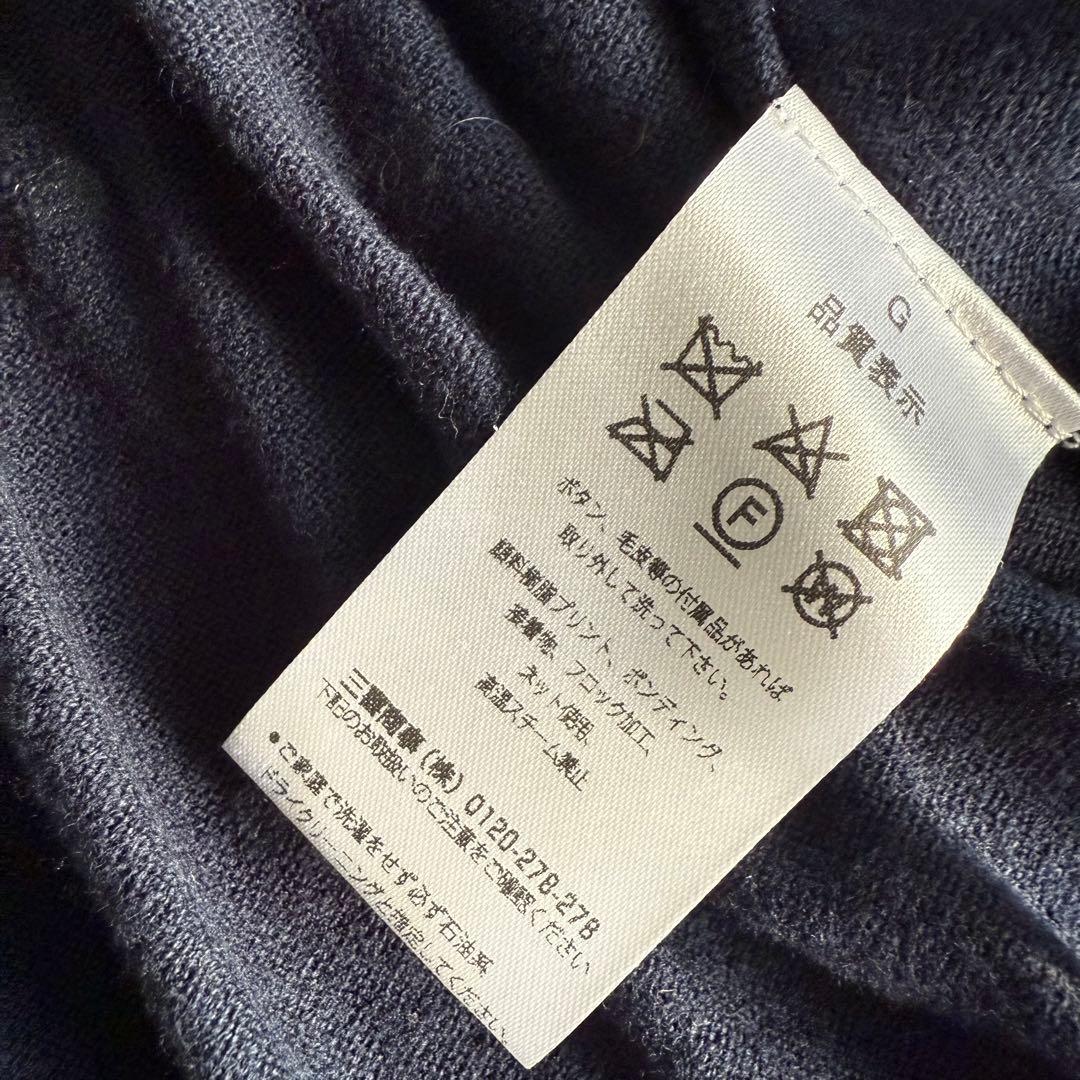 G
品質表示
F
W
ボタン、毛皮等の付属品があれば
取り外して洗って下さい。
顔料樹脂プリント、ボンディング、
接着物、フロック加工、
ネット使用、
高温スチーム禁止
三喜商事(株) 0120-278-278
下記のお取扱いのご注意をご確認ください
●ご家庭で洗濯をせず必ず石油系
ドライクリーニングと指定してください